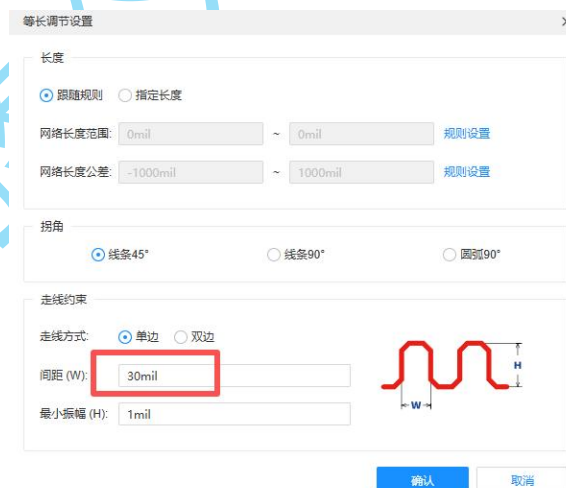 等长调节设置
长度
跟随规则 指定长度
网络长度范围: 0mil ~ 0mil 规则设置
网络长度公差: -1000mil ~ 1000mil 规则设置
拐角
线条45° 线条90° 圆弧90°
走线约束
走线方式: 单边 双边
间距 (W): 30mil
H
最小振幅 (H): 1mil
W
确认 取消